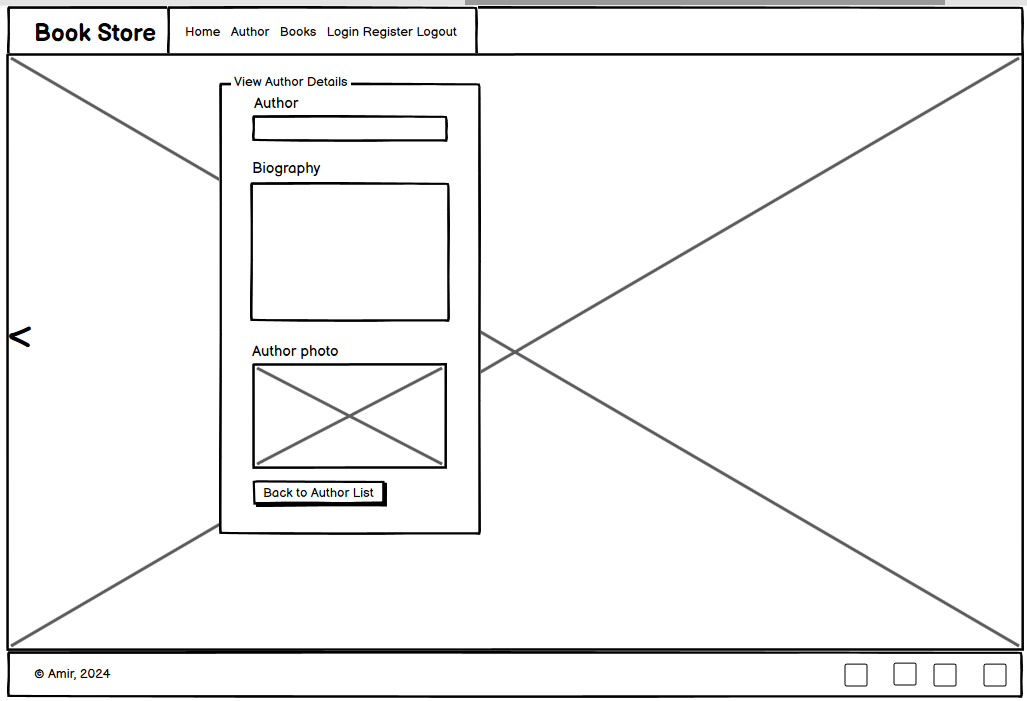 Book Store
Home Author Books Login Register Logout
View Author Details
Author
Biography
<
Author photo
Back to Author List
© Amir, 2024